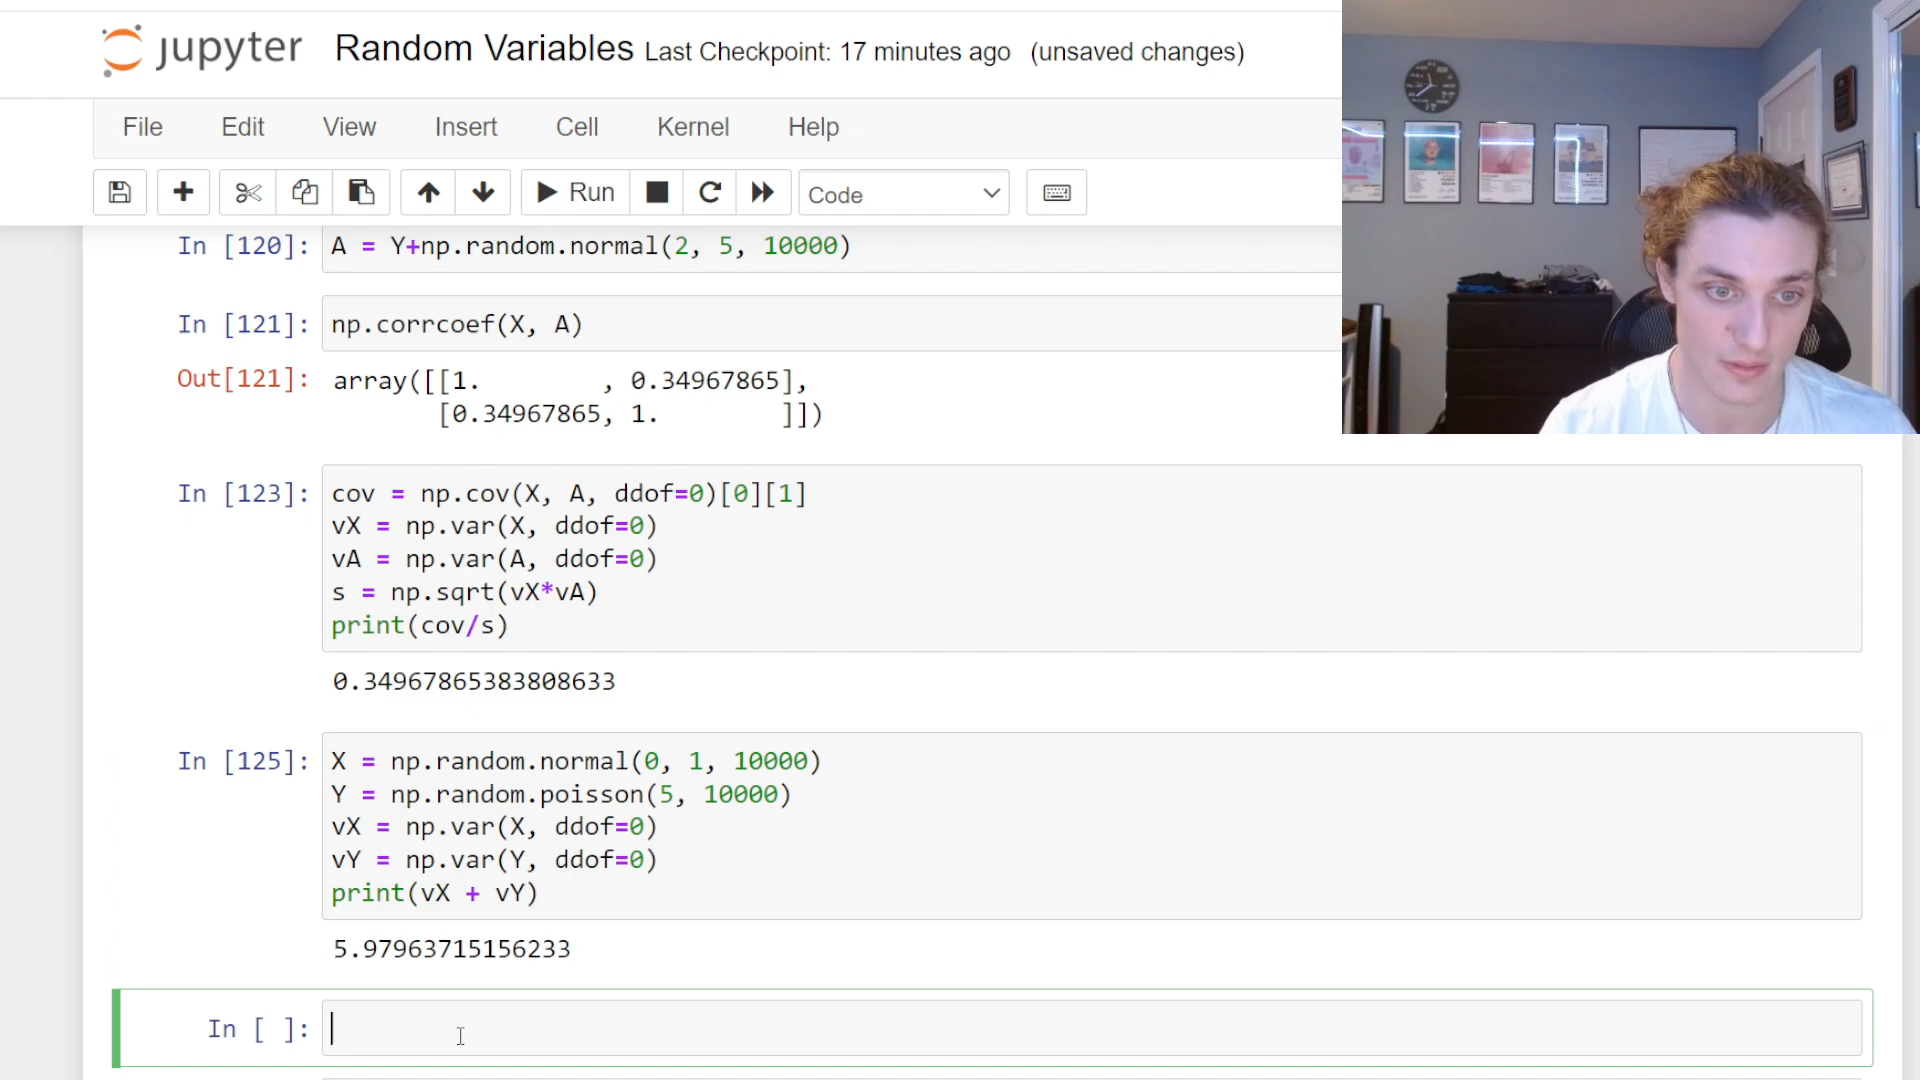 jupyter Random Variables Last Checkpoint: 17 minutes ago (unsaved changes)
File Edit View Insert Cell Kernel Help
Run Code
In [120]: A = Y+np.random.normal(2, 5, 10000)
In [121]: np.corrcoef(X, A)
Out[121]: array([[1. , 0.34967865],
[0.34967865, 1. ]])
In [123]: cov = np.cov(X, A, ddof=0)[0][1]
vX = np.var(X, ddof=0)
vA = np.var(A, ddof=0)
s = np.sqrt(vX*vA)
print(cov/s)
0.34967865383808633
In [125]: X = np.random.normal(0, 1, 10000)
Y = np.random.poisson(5, 10000)
vX = np.var(X, ddof=0)
vY = np.var(Y, ddof=0)
print(vX + vY)
5.97963715156233
In [ ]: